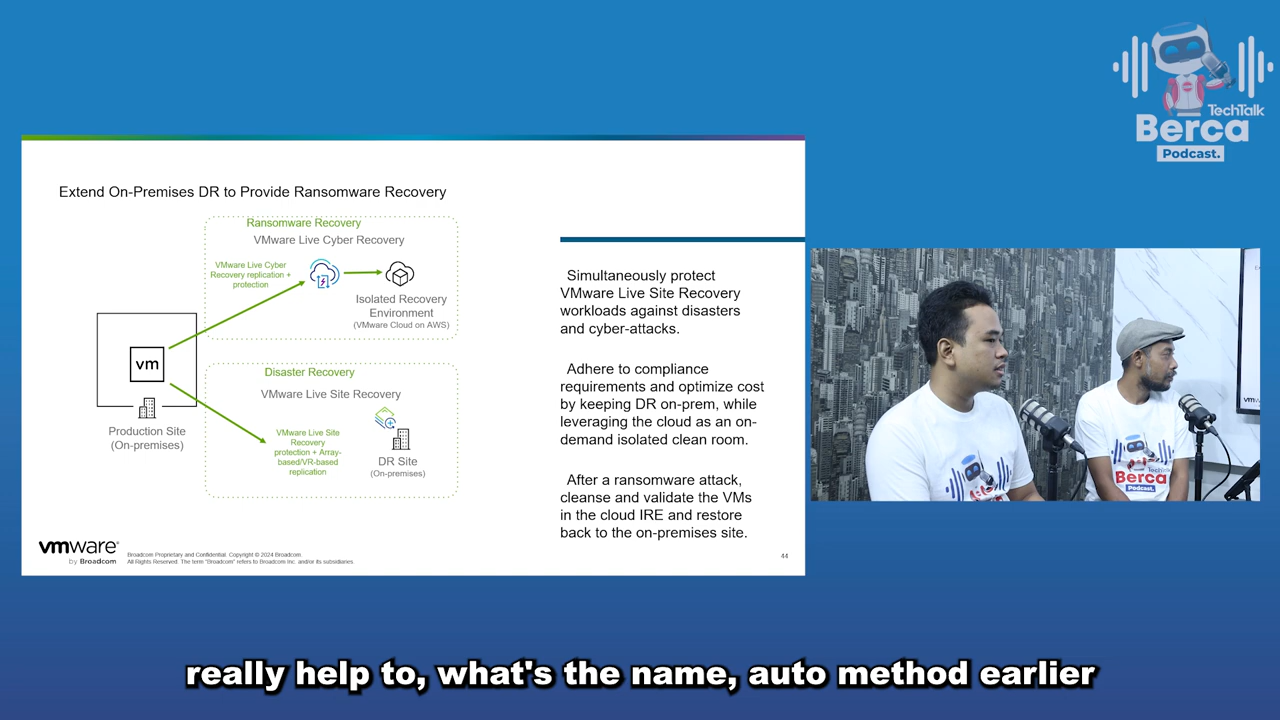 TechTalk
Berca
Podcast.
Extend On-Premises DR to Provide Ransomware Recovery
Ransomware Recovery
VMware Live Cyber Recovery
VMware Live Cyber
Recovery replication +
protection
Isolated Recovery
Environment
(VMware Cloud on AWS)
vm
Production Site
(On-premises)
Disaster Recovery
VMware Live Site Recovery
VMware Live Site
Recovery
protection + Array-
based/VR-based
replication
DR Site
(On-premises)
Simultaneously protect
VMware Live Site Recovery
workloads against disasters
and cyber-attacks.
Adhere to compliance
requirements and optimize cost
by keeping DR on-prem, while
leveraging the cloud as an on-
demand isolated clean room.
After a ransomware attack,
cleanse and validate the VMs
in the cloud IRE and restore
back to the on-premises site.
vmware®
by Broadcom
Broadcom Proprietary and Confidential. Copyright © 2024 Broadcom.
All Rights Reserved. The term "Broadcom" refers to Broadcom Inc. and/or its subsidiaries.
44
TechTalk
Berca
Podcast.
really help to, what's the name, auto method earlier